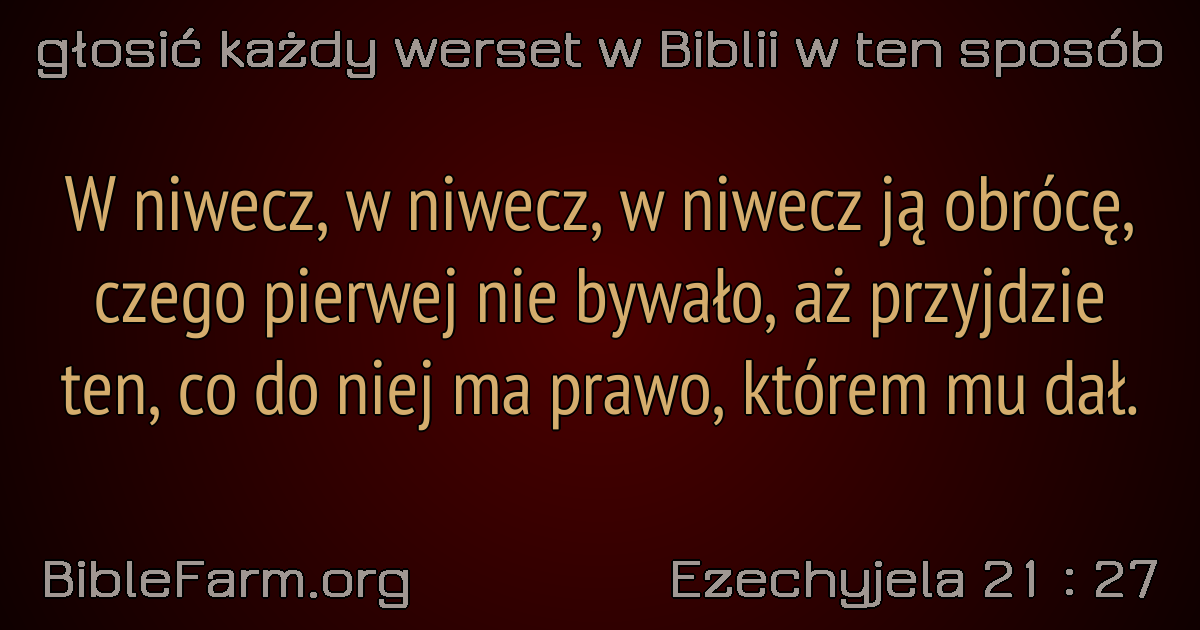 głosić każdy werset w Biblii w ten sposób
W niwecz, w niwecz, w niwecz ją obrócę,
czego pierwej nie bywało, aż przyjdzie
ten, co do niej ma prawo, którem mu dał.
BibleFarm.org
Ezechyjela 21 : 27